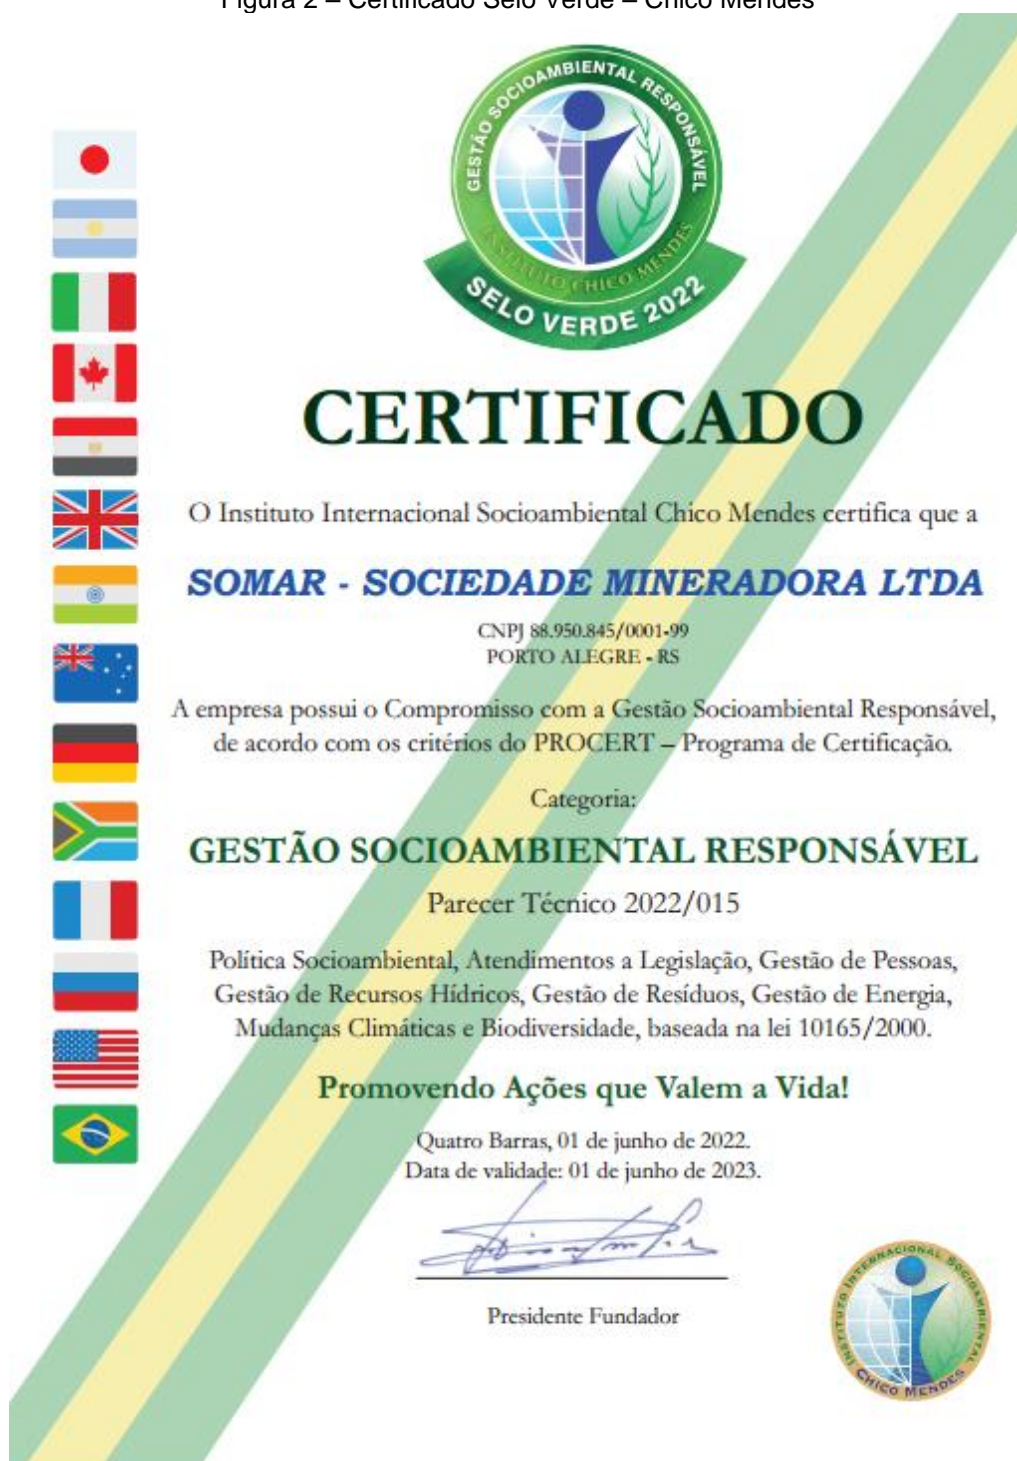 Figura 2 – Certificado Selo Verde – Chico Mendes
GESTÃO SOCIOAMBIENTAL RESPONSÁVEL
INSTITUTO CHICO MENDES
SELO VERDE 2022
CERTIFICADO
O Instituto Internacional Socioambiental Chico Mendes certifica que a
SOMAR - SOCIEDADE MINERADORA LTDA
CNPJ 88.950.845/0001-99
PORTO ALEGRE - RS
A empresa possui o Compromisso com a Gestão Socioambiental Responsável,
de acordo com os critérios do PROCERT – Programa de Certificação.
Categoria:
GESTÃO SOCIOAMBIENTAL RESPONSÁVEL
Parecer Técnico 2022/015
Política Socioambiental, Atendimentos a Legislação, Gestão de Pessoas,
Gestão de Recursos Hídricos, Gestão de Resíduos, Gestão de Energia,
Mudanças Climáticas e Biodiversidade, baseada na lei 10165/2000.
Promovendo Ações que Valem a Vida!
Quatro Barras, 01 de junho de 2022.
Data de validade: 01 de junho de 2023.
Presidente Fundador
INSTITUTO INTERNACIONAL SOCIOAMBIENTAL
CHICO MENDES